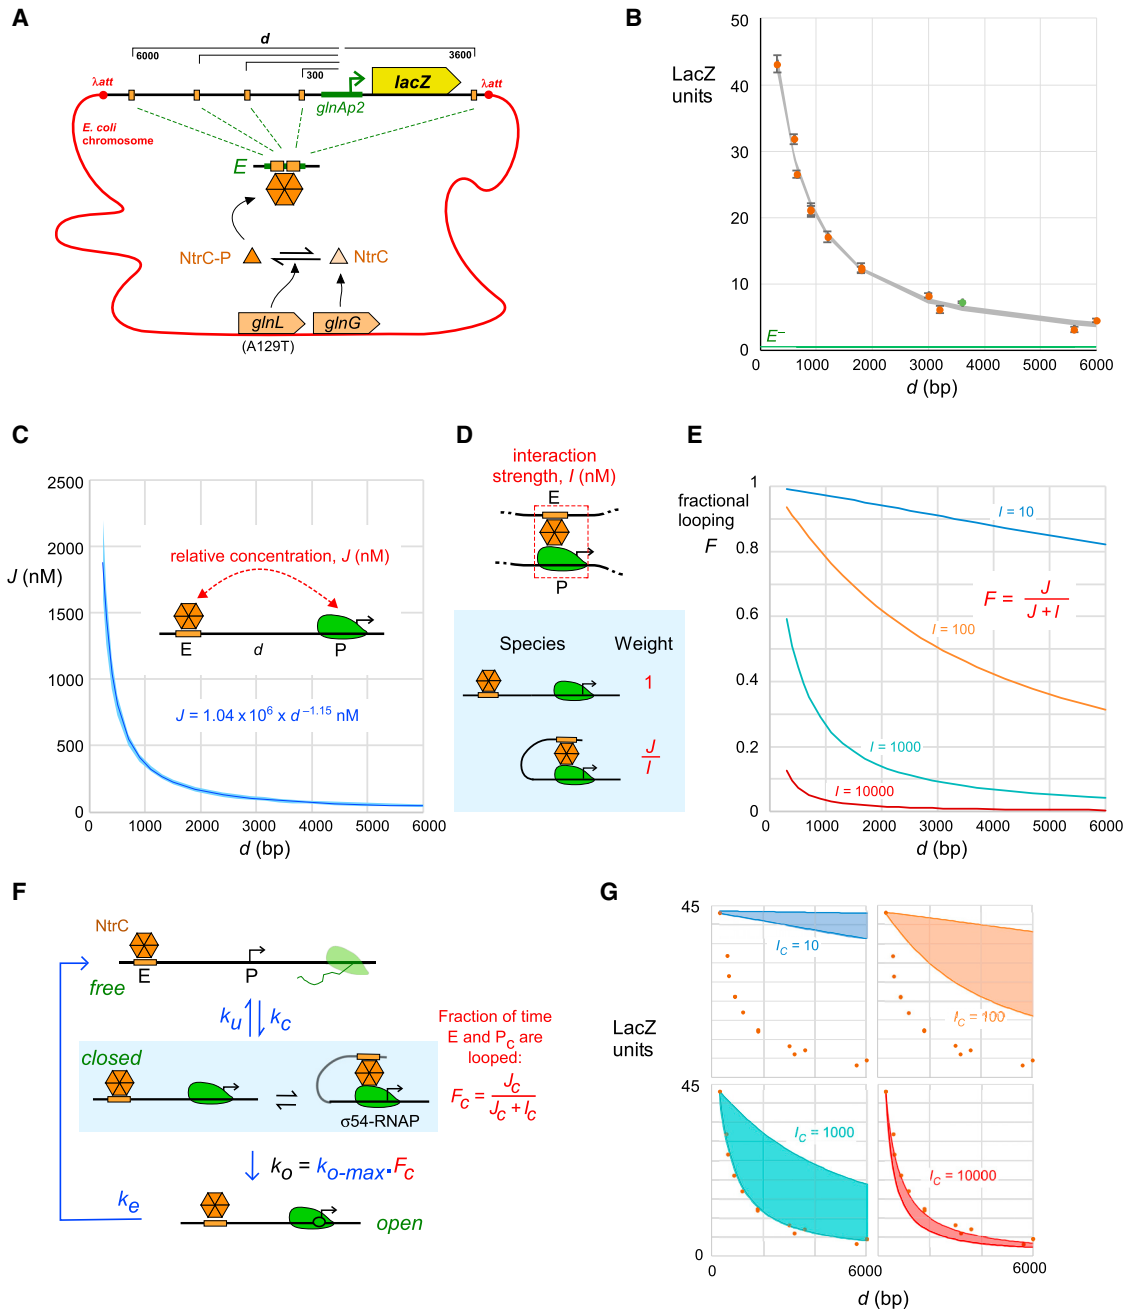 A
d
6000
3600
300
λatt
lacZ
λatt
glnAp2
E. coli
chromosome
E
NtrC-P
NtrC
glnL
glnG
(A129T)
B
50
LacZ
units
40
30
20
10
E–
0
0
1000
2000
3000
4000
5000
6000
d (bp)
C
2500
2000
J (nM)
relative concentration, J (nM)
1500
E
d
P
1000
J = 1.04 x 10^6 x d^–1.15 nM
500
0
0
1000
2000
3000
4000
5000
6000
d (bp)
D
interaction
strength, I (nM)
E
P
Species
Weight
1
J
I
E
1
fractional
looping
F
I = 10
0.8
F = J / J + I
0.6
I = 100
0.4
I = 1000
0.2
I = 10000
0
0
1000
2000
3000
4000
5000
6000
d (bp)
F
NtrC
E
P
free
ku
kc
Fraction of time
E and Pc are
looped:
Fc = Jc / Jc + Ic
closed
σ54-RNAP
ko = ko-max.Fc
ke
open
G
45
IC = 10
IC = 100
LacZ
units
45
IC = 1000
IC = 10000
0
0
6000
6000
d (bp)